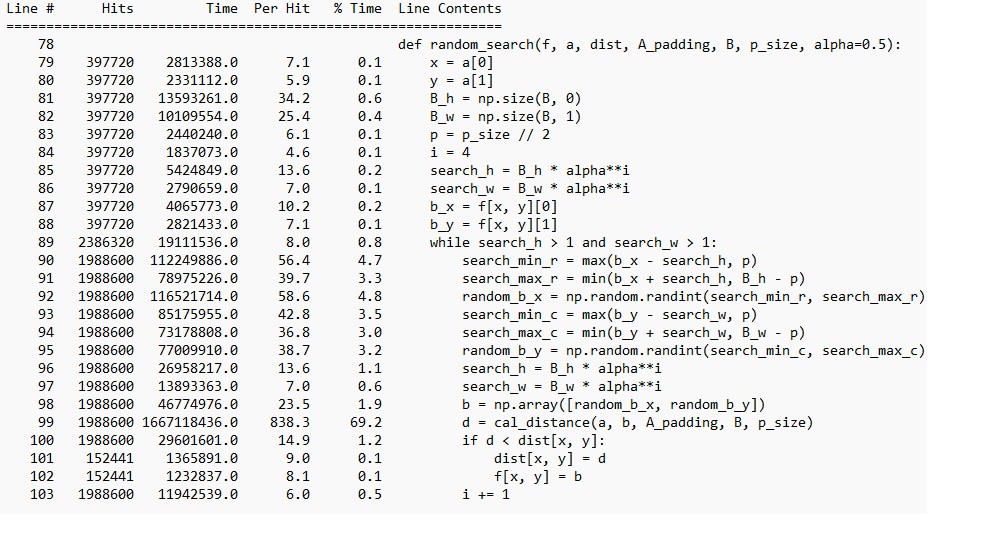 Line #      Hits         Time  Per Hit   % Time  Line Contents
==============================================================
    78                                           def random_search(f, a, dist, A_padding, B, p_size, alpha=0.5):
    79    397720    2813388.0      7.1      0.1      x = a[0]
    80    397720    2331112.0      5.9      0.1      y = a[1]
    81    397720   13593261.0     34.2      0.6      B_h = np.size(B, 0)
    82    397720   10109554.0     25.4      0.4      B_w = np.size(B, 1)
    83    397720    2440240.0      6.1      0.1      p = p_size // 2
    84    397720    1837073.0      4.6      0.1      i = 4
    85    397720    5424849.0     13.6      0.2      search_h = B_h * alpha**i
    86    397720    2790659.0      7.0      0.1      search_w = B_w * alpha**i
    87    397720    4065773.0     10.2      0.2      b_x = f[x, y][0]
    88    397720    2821433.0      7.1      0.1      b_y = f[x, y][1]
    89   2386320   19111536.0      8.0      0.8      while search_h > 1 and search_w > 1:
    90   1988600  112249886.0     56.4      4.7          search_min_r = max(b_x - search_h, p)
    91   1988600   78975226.0     39.7      3.3          search_max_r = min(b_x + search_h, B_h - p)
    92   1988600  116521714.0     58.6      4.8          random_b_x = np.random.randint(search_min_r, search_max_r)
    93   1988600   85175955.0     42.8      3.5          search_min_c = max(b_y - search_w, p)
    94   1988600   73178808.0     36.8      3.0          search_max_c = min(b_y + search_w, B_w - p)
    95   1988600   77009910.0     38.7      3.2          random_b_y = np.random.randint(search_min_c, search_max_c)
    96   1988600   26958217.0     13.6      1.1          search_h = B_h * alpha**i
    97   1988600   13893363.0      7.0      0.6          search_w = B_w * alpha**i
    98   1988600   46774976.0     23.5      1.9          b = np.array([random_b_x, random_b_y])
    99   1988600 1667118436.0    838.3     69.2          d = cal_distance(a, b, A_padding, B, p_size)
   100   1988600   29601601.0     14.9      1.2          if d < dist[x, y]:
   101    152441    1365891.0      9.0      0.1              dist[x, y] = d
   102    152441    1232837.0      8.1      0.1              f[x, y] = b
   103   1988600   11942539.0      6.0      0.5          i += 1